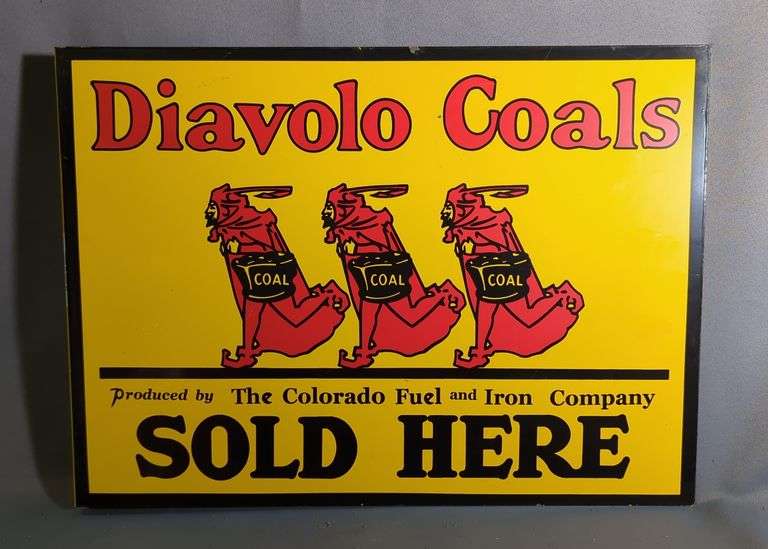 Diavolo Coals
COAL COAL COAL
Produced by The Colorado Fuel and Iron Company
SOLD HERE